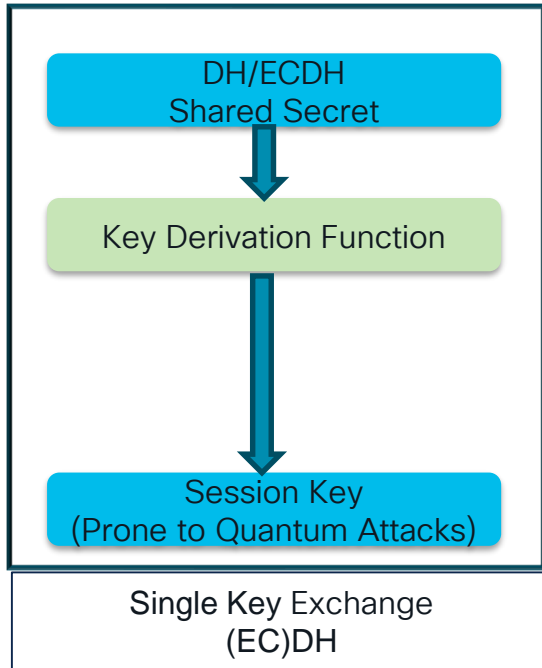 DH/ECDH
Shared Secret
Key Derivation Function
Session Key
(Prone to Quantum Attacks)
Single Key Exchange
(EC)DH